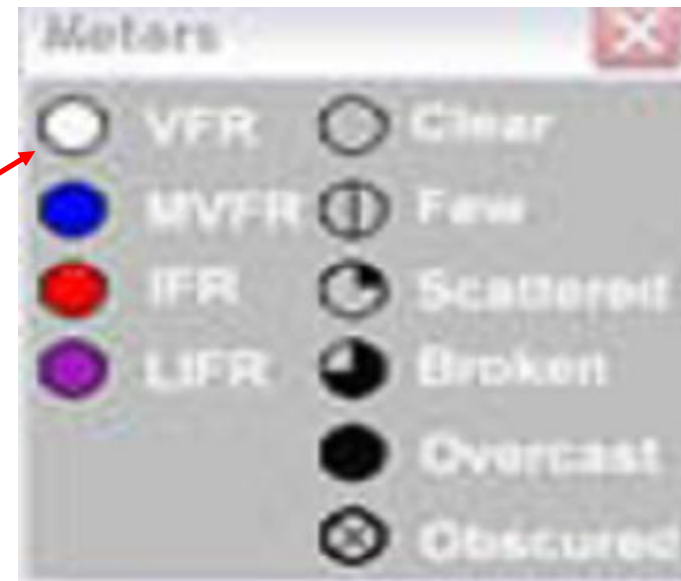 Metars
VFR Clear
MVFR Few
IFR Scattered
LIFR Broken
Overcast
Obscured